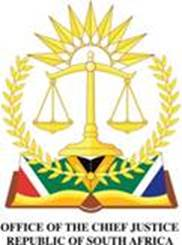 OFFICE OF THE CHIEF JUSTICE
REPUBLIC OF SOUTH AFRICA